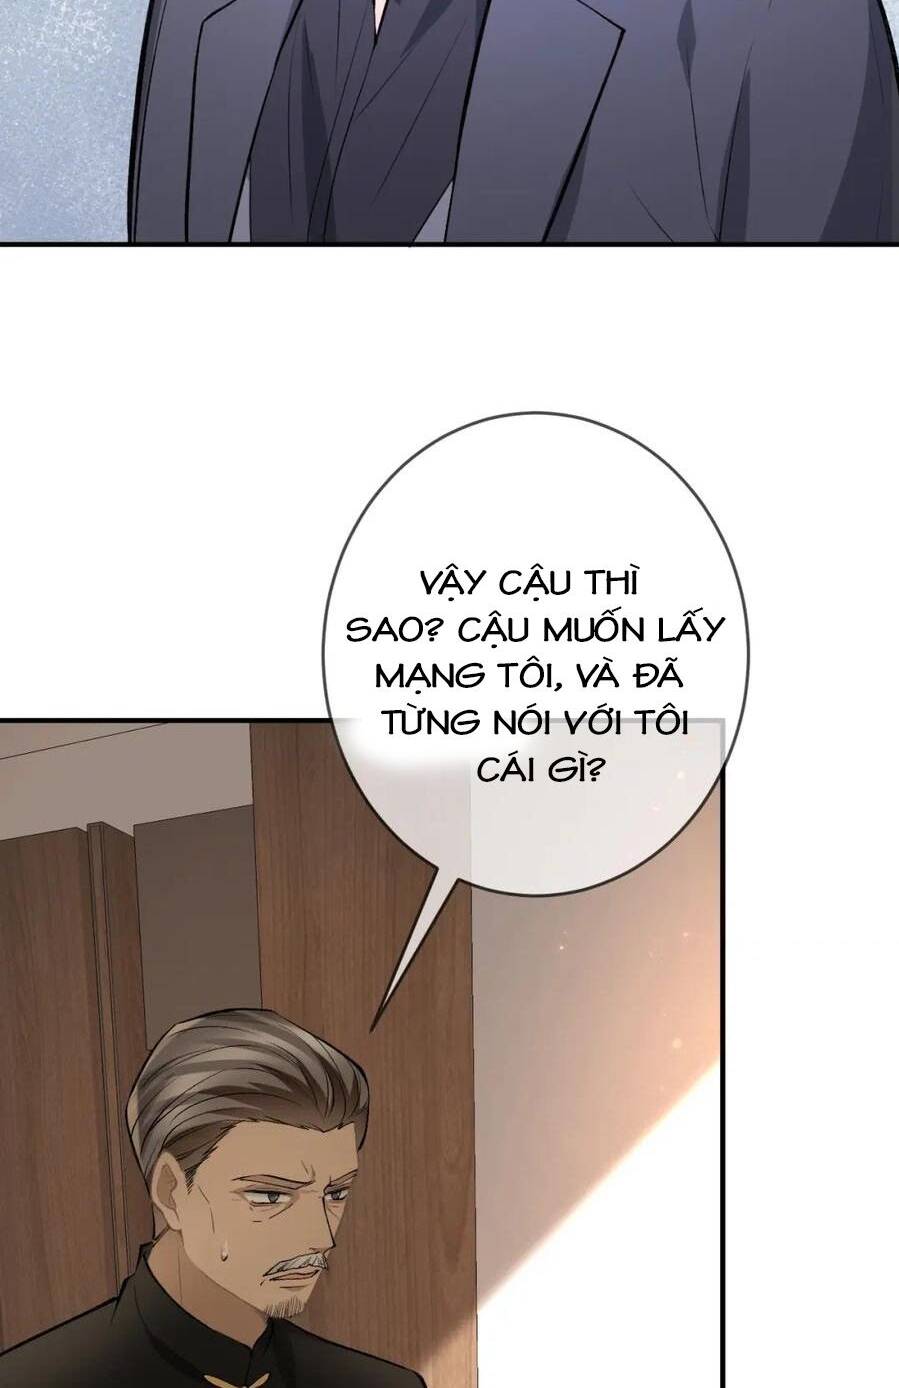 VẬY CẬU THÌ
SAO? CẬU MUỐN LẤY
MẠNG TÔI, VÀ ĐÃ
TỪNG NÓI VỚI TÔI
CÁI GÌ?